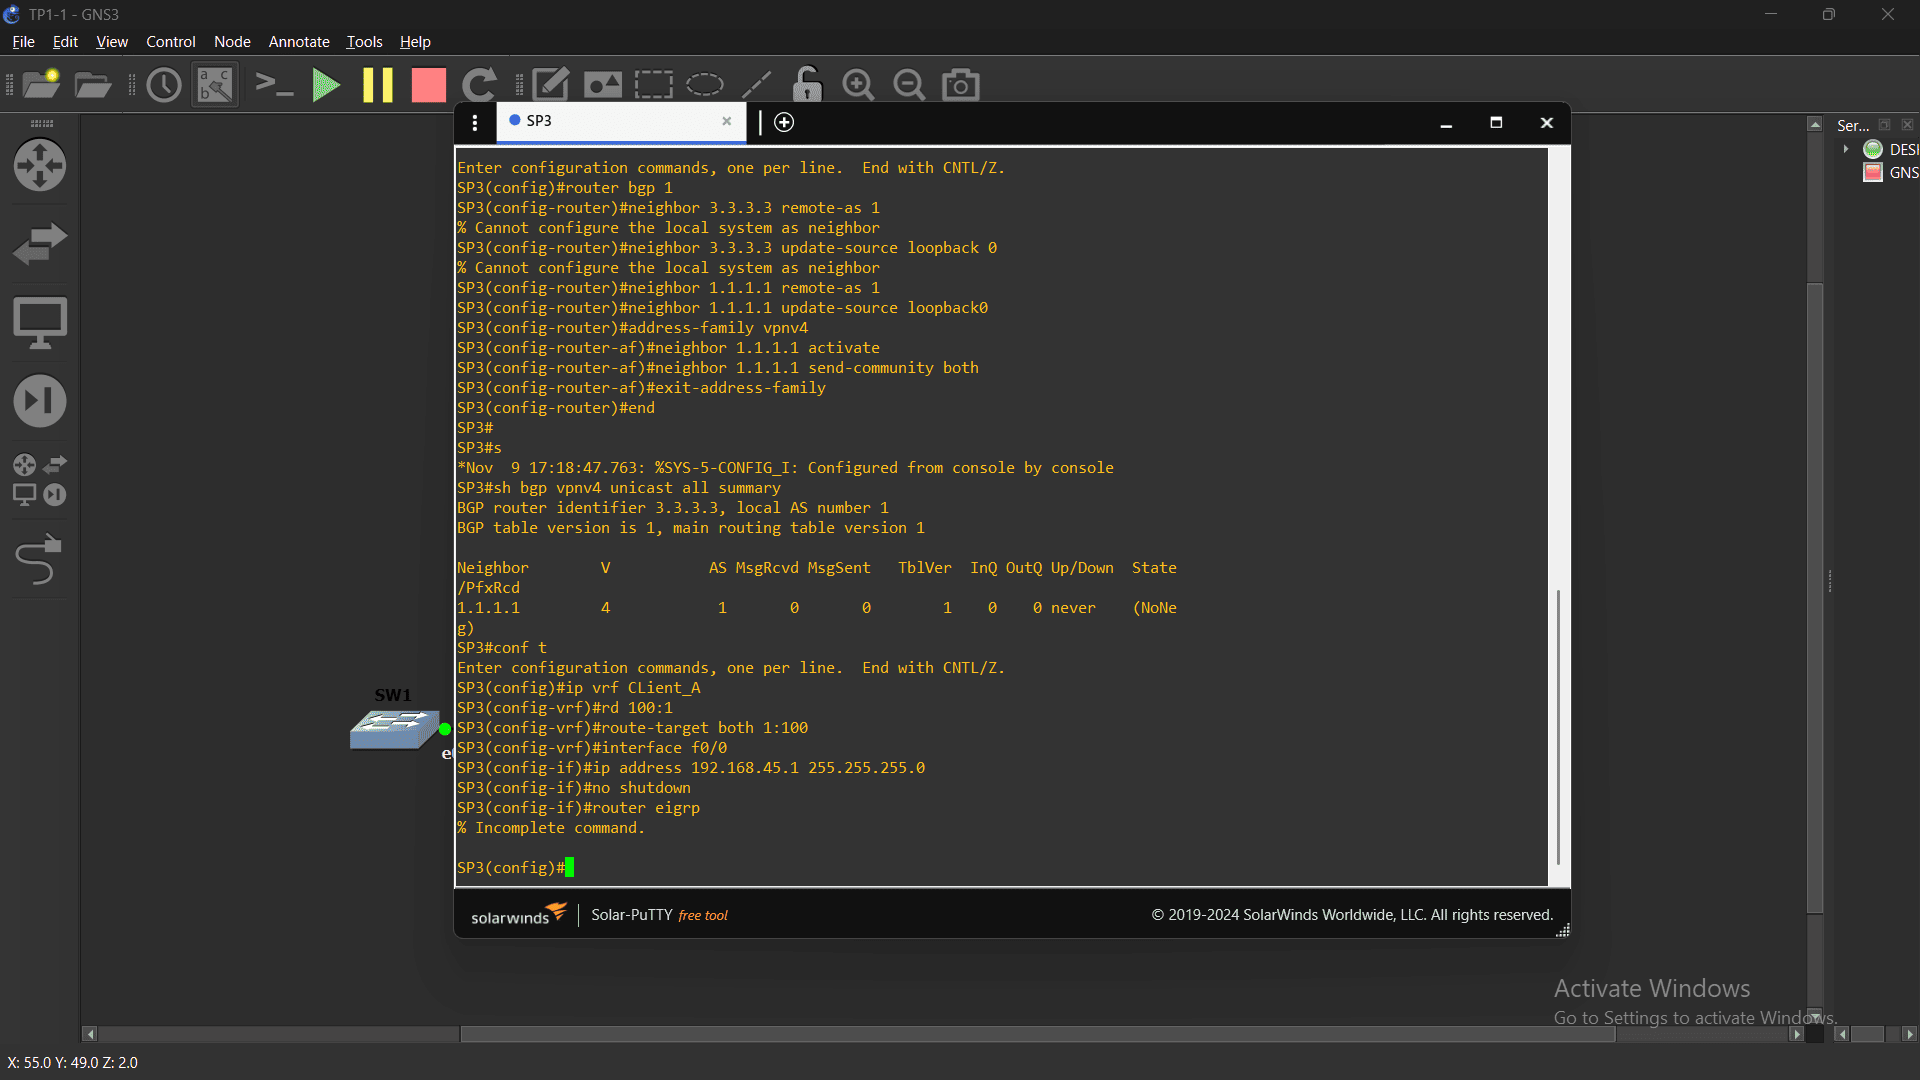 TP1-1 - GNS3
File Edit View Control Node Annotate Tools Help
SP3
Ser...
DESI
GNS
Enter configuration commands, one per line.  End with CNTL/Z.
SP3(config)#router bgp 1
SP3(config-router)#neighbor 3.3.3.3 remote-as 1
% Cannot configure the local system as neighbor
SP3(config-router)#neighbor 3.3.3.3 update-source loopback 0
% Cannot configure the local system as neighbor
SP3(config-router)#neighbor 1.1.1.1 remote-as 1
SP3(config-router)#neighbor 1.1.1.1 update-source loopback0
SP3(config-router)#address-family vpnv4
SP3(config-router-af)#neighbor 1.1.1.1 activate
SP3(config-router-af)#neighbor 1.1.1.1 send-community both
SP3(config-router-af)#exit-address-family
SP3(config-router)#end
SP3#
SP3#s
*Nov  9 17:18:47.763: %SYS-5-CONFIG_I: Configured from console by console
SP3#sh bgp vpnv4 unicast all summary
BGP router identifier 3.3.3.3, local AS number 1
BGP table version is 1, main routing table version 1
Neighbor        V           AS MsgRcvd MsgSent   TblVer  InQ OutQ Up/Down  State
/PfxRcd
1.1.1.1         4            1       0       0        1    0    0 never    (NoNe
g)
SP3#conf t
Enter configuration commands, one per line.  End with CNTL/Z.
SP3(config)#ip vrf CLient_A
SP3(config-vrf)#rd 100:1
SP3(config-vrf)#route-target both 1:100
SP3(config-vrf)#interface f0/0
SP3(config-if)#ip address 192.168.45.1 255.255.255.0
SP3(config-if)#no shutdown
SP3(config-if)#router eigrp
% Incomplete command.
SP3(config)#
SW1
e
solarwinds Solar-PuTTY free tool
© 2019-2024 SolarWinds Worldwide, LLC. All rights reserved.
Activate Windows
Go to Settings to activate Windows.
X: 55.0 Y: 49.0 Z: 2.0